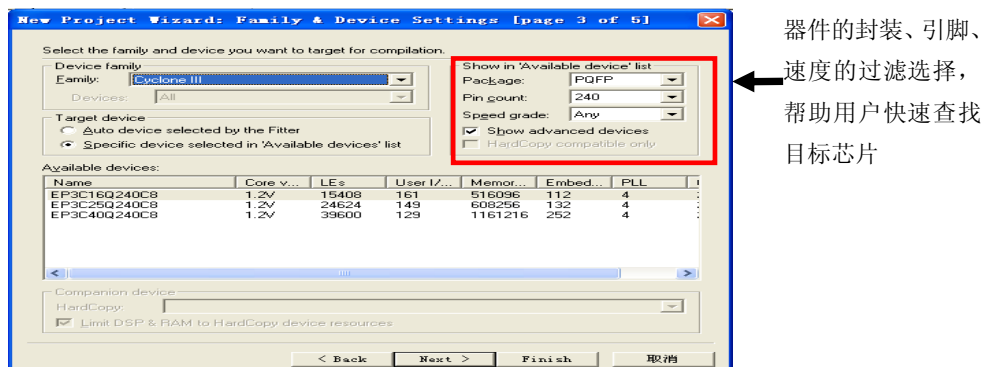 New Project Wizard: Family & Device Settings [page 3 of 5]
Select the family and device you want to target for compilation.
Device family
Family: Cyclone III
Devices: All
Target device
Auto device selected by the Fitter
Specific device selected in 'Available devices' list
Show in 'Available device' list
Package: PQFP
Pin count: 240
Speed grade: Any
Show advanced devices
HardCopy compatible only
Available devices:
Name Core v... LEs User I/... Memor... Embed... PLL
EP3C16Q240C8 1.2V 15408 161 516096 112 4
EP3C25Q240C8 1.2V 24624 149 608256 132 4
EP3C40Q240C8 1.2V 39600 129 1161216 252 4
Companion device
HardCopy:
Limit DSP & RAM to HardCopy device resources
< Back Next > Finish 取消
器件的封装、引脚、
速度的过滤选择，
帮助用户快速查找
目标芯片